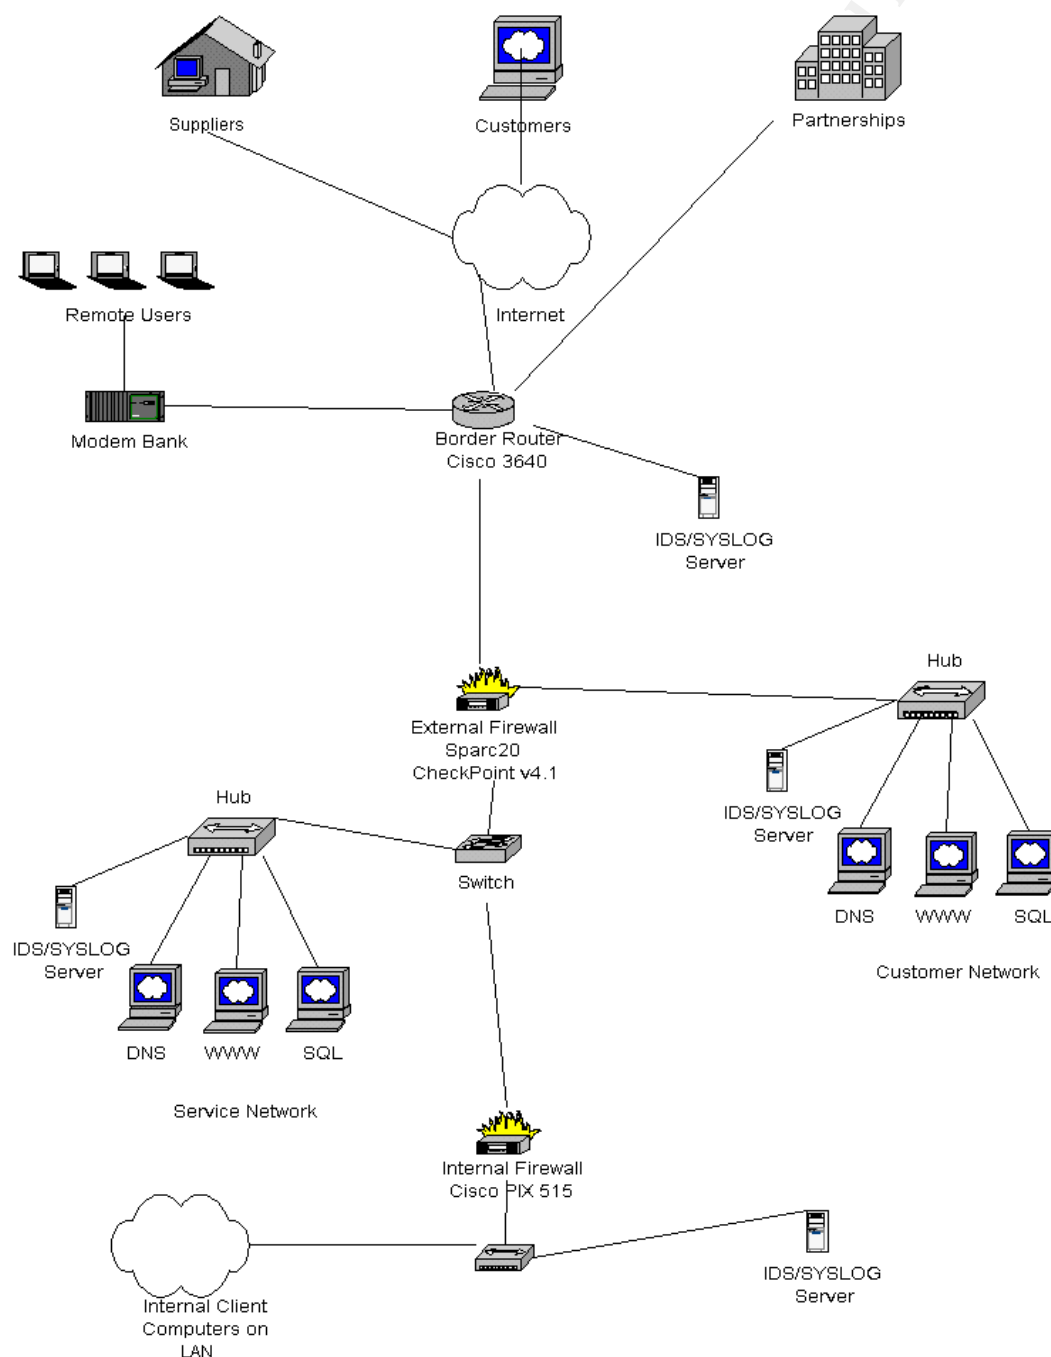 Suppliers
Customers
Partnerships
Remote Users
Internet
Modem Bank
Border Router
Cisco 3640
IDS/SYSLOG
Server
Hub
External Firewall
Sparc20
CheckPoint v4.1
IDS/SYSLOG
Server
Hub
Switch
DNS
WWW
SQL
IDS/SYSLOG
Server
Customer Network
DNS
WWW
SQL
Service Network
Internal Firewall
Cisco PIX 515
IDS/SYSLOG
Server
Internal Client
Computers on
LAN